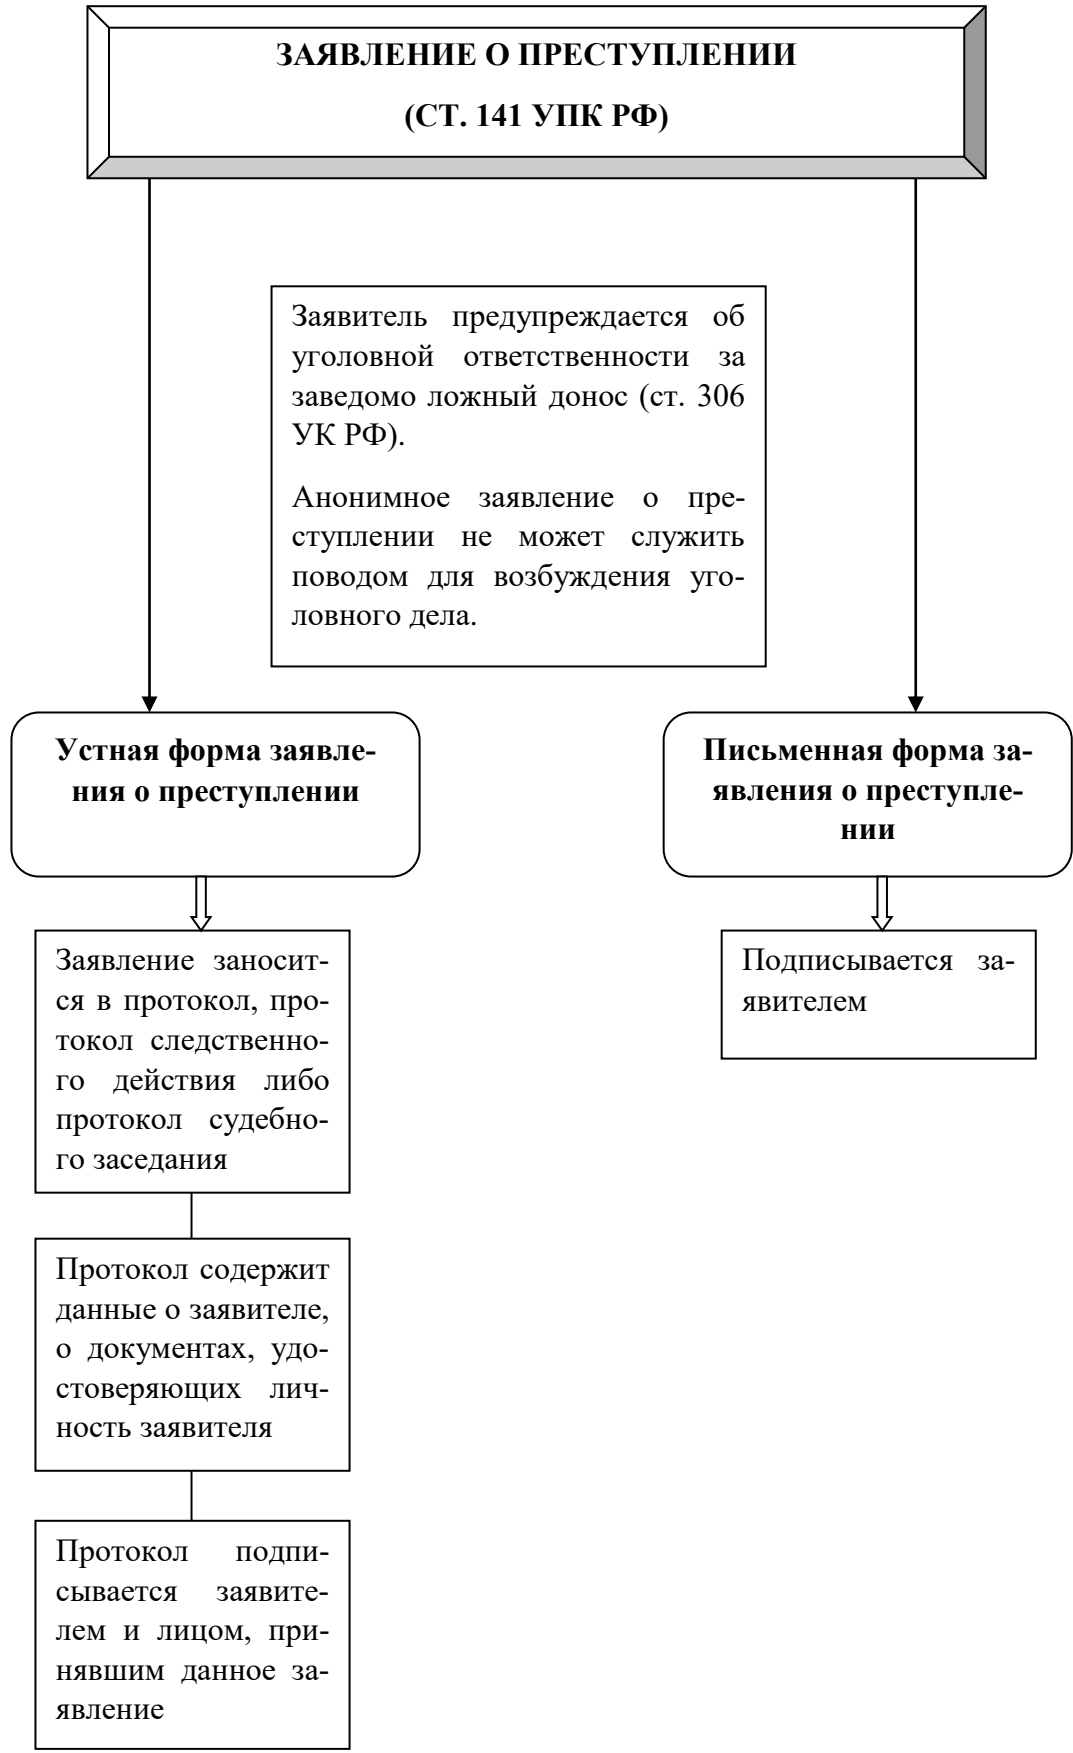 ЗАЯВЛЕНИЕ О ПРЕСТУПЛЕНИИ
(СТ. 141 УПК РФ)
Заявитель предупреждается об
уголовной ответственности за
заведомо ложный донос (ст. 306
УК РФ).
Анонимное заявление о пре-
ступлении не может служить
поводом для возбуждения уго-
ловного дела.
Устная форма заявле-
ния о преступлении
Письменная форма за-
явления о преступле-
нии
Заявление заносит-
ся в протокол, про-
токол следственно-
го действия либо
протокол судебно-
го заседания
Подписывается за-
явителем
Протокол содержит
данные о заявителе,
о документах, удо-
стоверяющих лич-
ность заявителя
Протокол подпи-
сывается заявите-
лем и лицом, при-
нявшим данное за-
явление